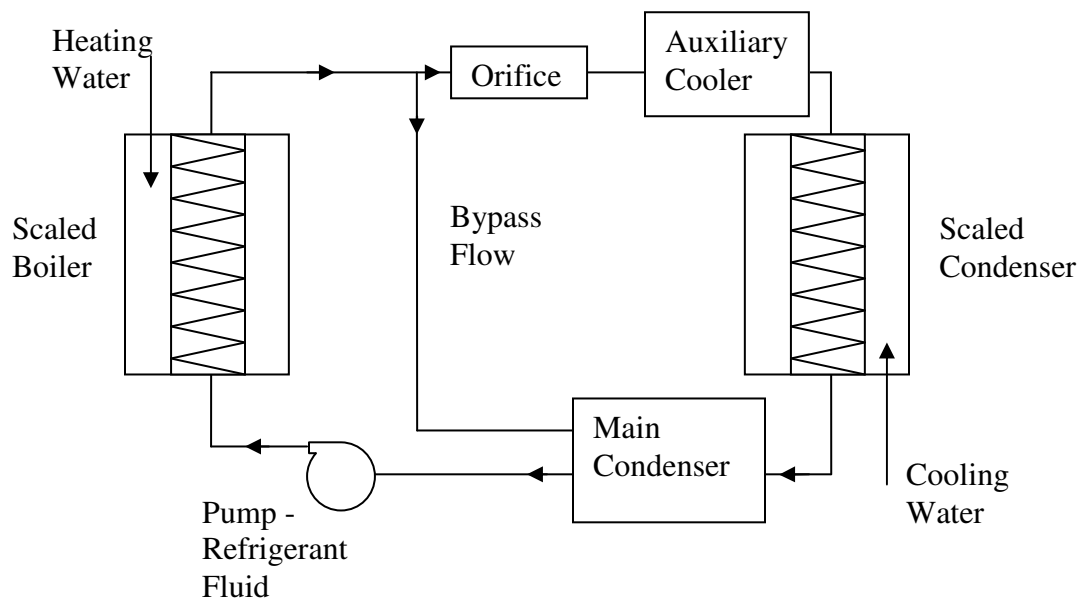 Heating
Water
Orifice
Auxiliary
Cooler
Scaled
Boiler
Bypass
Flow
Scaled
Condenser
Main
Condenser
Cooling
Water
Pump -
Refrigerant
Fluid